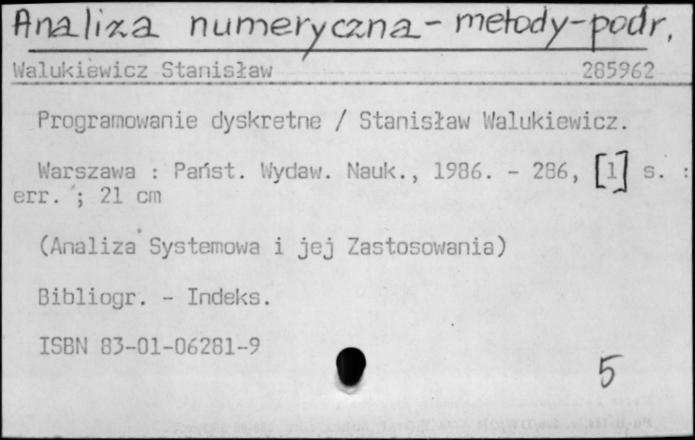 Analiza numeryczna - metody - podr.
Walukiewicz Stanisław 285962
Programowanie dyskretne / Stanisław Walukiewicz.
Warszawa : Państ. Wydaw. Nauk., 1986. - 286, [1] s. :
err. ; 21 cm
(Analiza Systemowa i jej Zastosowania)
Bibliogr. - Indeks.
ISBN 83-01-06281-9
5